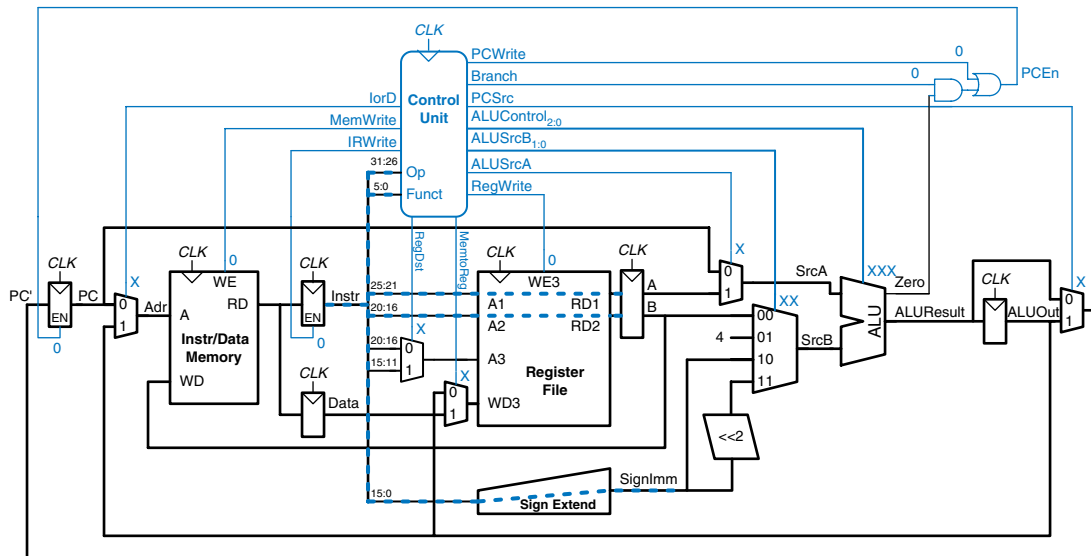 CLK
PCWrite
0
Branch
0
PCEn
IorD
Control
Unit
PCSrc
MemWrite
ALUControl2:0
IRWrite
ALUSrcB1:0
31:26
Op
ALUSrcA
5:0
Funct
RegWrite
RegDst
MemtoReg
CLK
CLK
CLK
CLK
CLK
CLK
X
0
0
X
XXX
X
PC'
PC
EN
0
0
1
Adr
WE
RD
A
Instr/Data
Memory
WD
EN
0
Instr
25:21
20:16
A1
A2
WE3
RD1
RD2
A
B
0
1
SrcA
XX
00
4
01
10
11
SrcB
ALU
Zero
ALUResult
ALUOut
0
1
X
20:16
15:11
0
1
A3
Register
File
X
0
1
WD3
CLK
Data
<<2
15:0
Sign Extend
SignImm